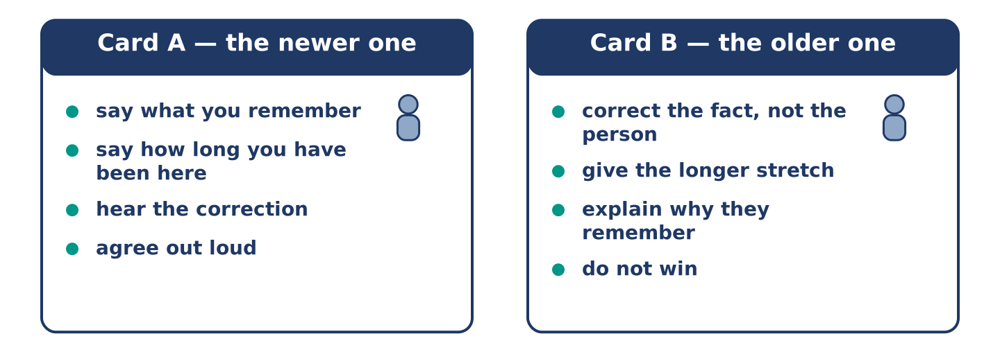 Card A — the newer one
say what you remember
say how long you have
been here
hear the correction
agree out loud
Card B — the older one
correct the fact, not the
person
give the longer stretch
explain why they
remember
do not win